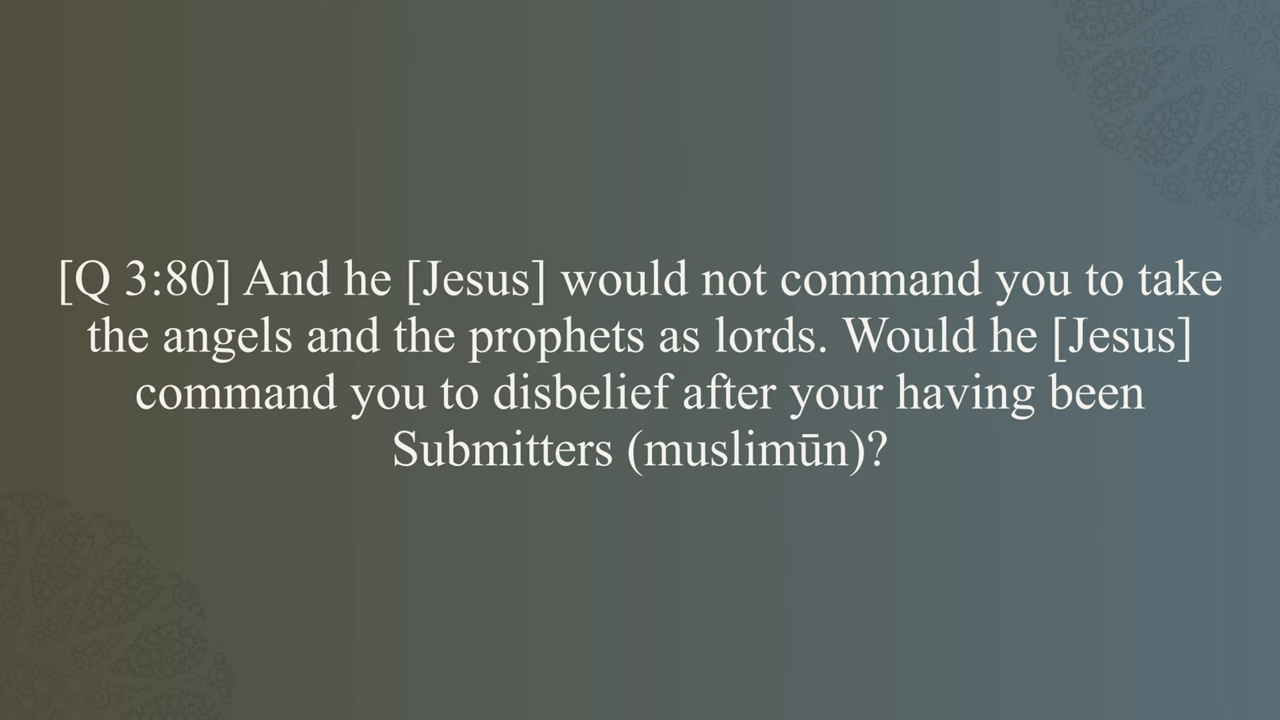 [Q 3:80] And he [Jesus] would not command you to take
the angels and the prophets as lords. Would he [Jesus]
command you to disbelief after your having been
Submitters (muslimūn)?